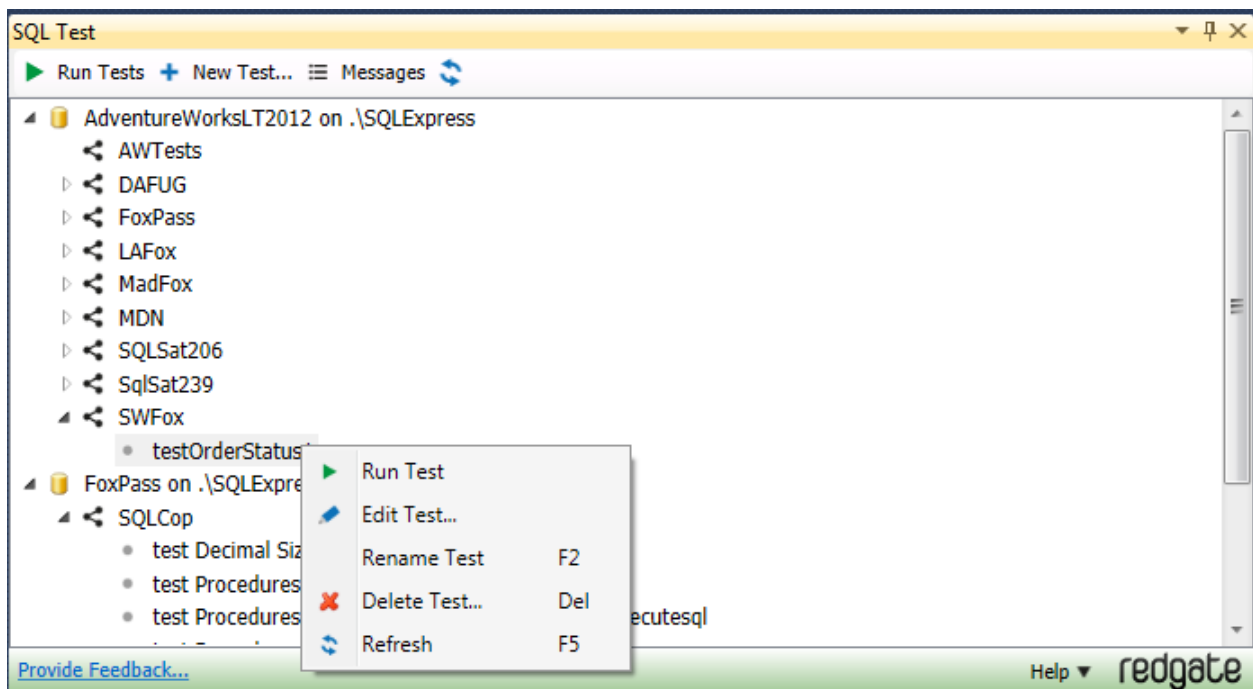 SQL Test
Run Tests New Test... Messages
AdventureWorksLT2012 on .\SQLExpress
AWTests
DAFUG
FoxPass
LAFox
MadFox
MDN
SQLSat206
SqlSat239
SWFox
testOrderStatus
Run Test
FoxPass on .\SQLExpre
Edit Test...
SQLCop
test Decimal Siz
Rename Test F2
test Procedures
Delete Test... Del
test Procedures ecutesql
Refresh F5
Provide Feedback... Help redgate